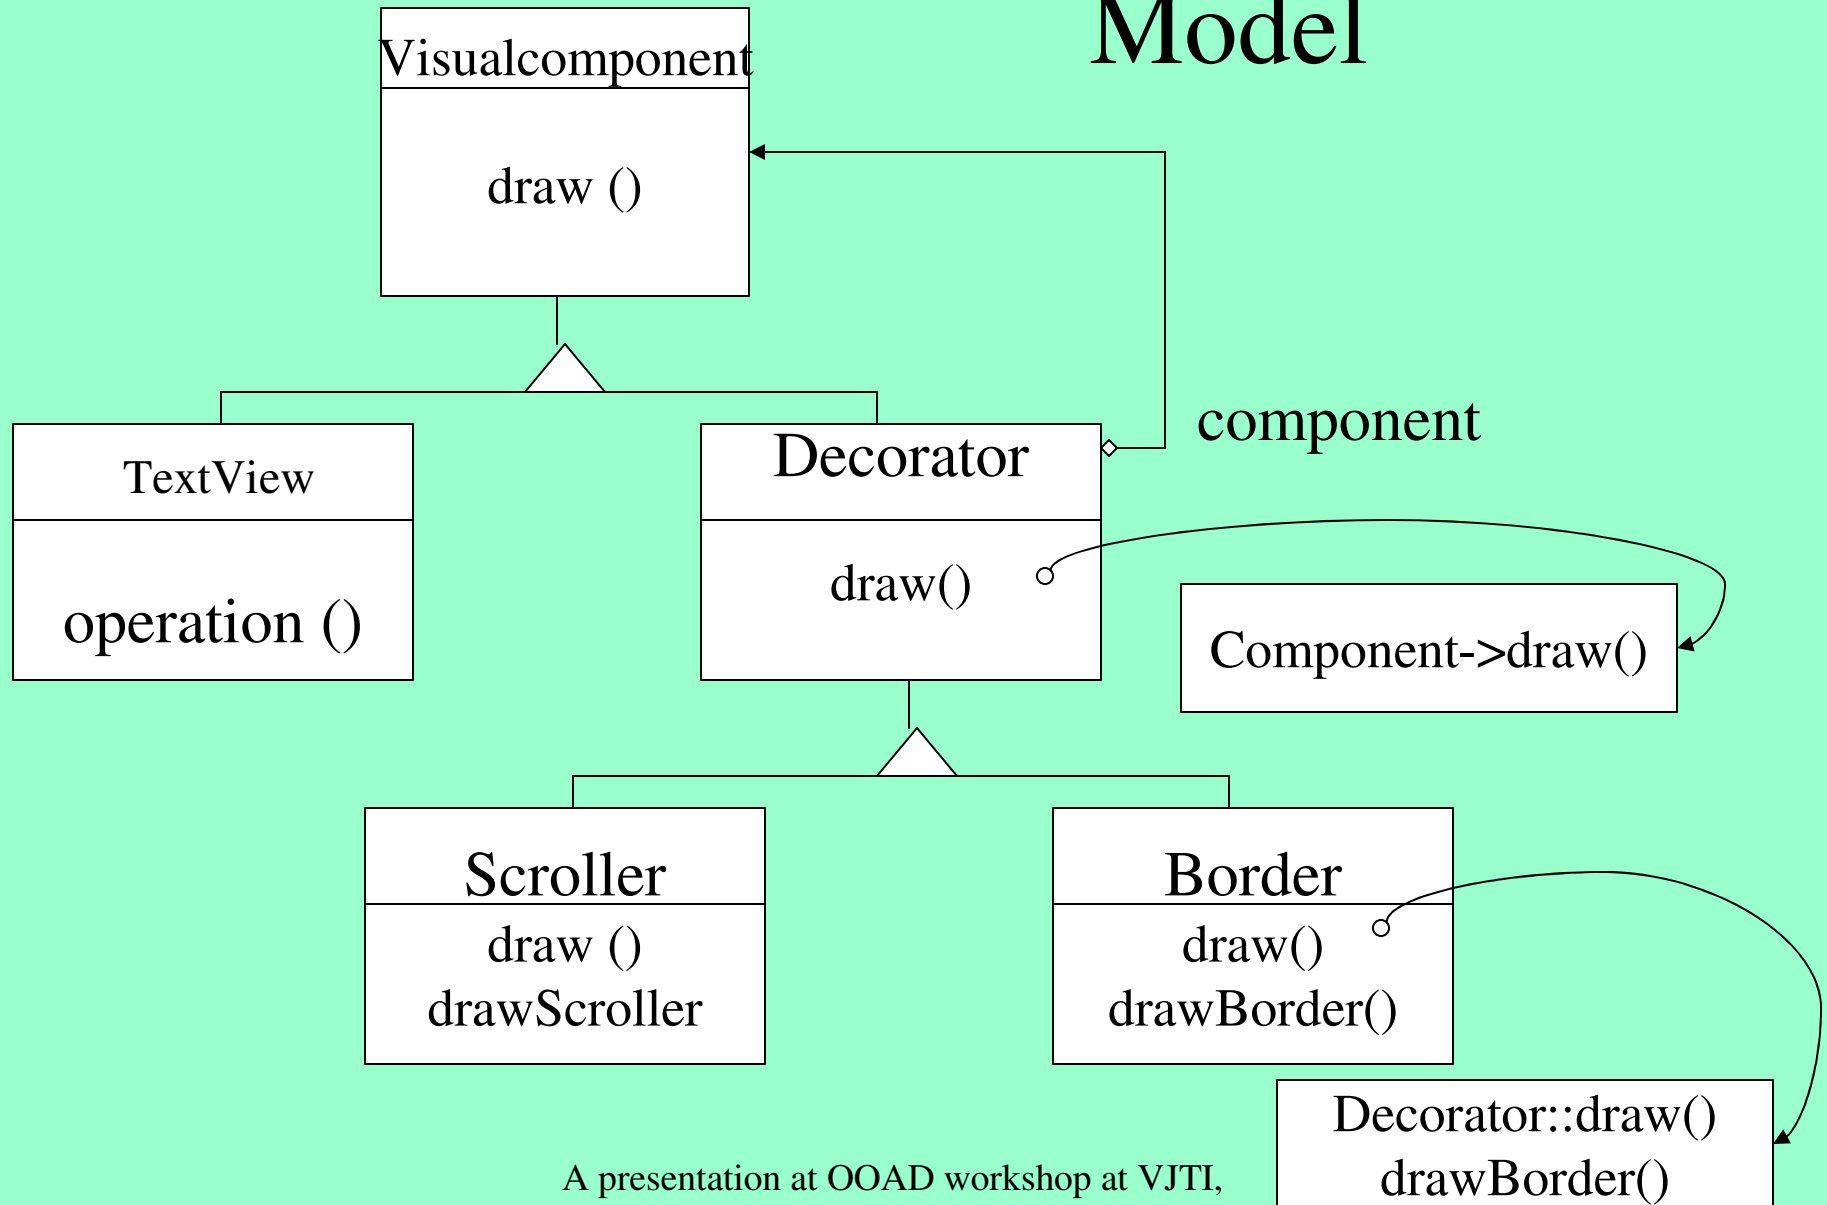 Model
Visualcomponent
draw ()
component
TextView
operation ()
Decorator
draw()
Component->draw()
Scroller
draw ()
drawScroller
Border
draw()
drawBorder()
Decorator::draw()
drawBorder()
A presentation at OOAD workshop at VJTI,